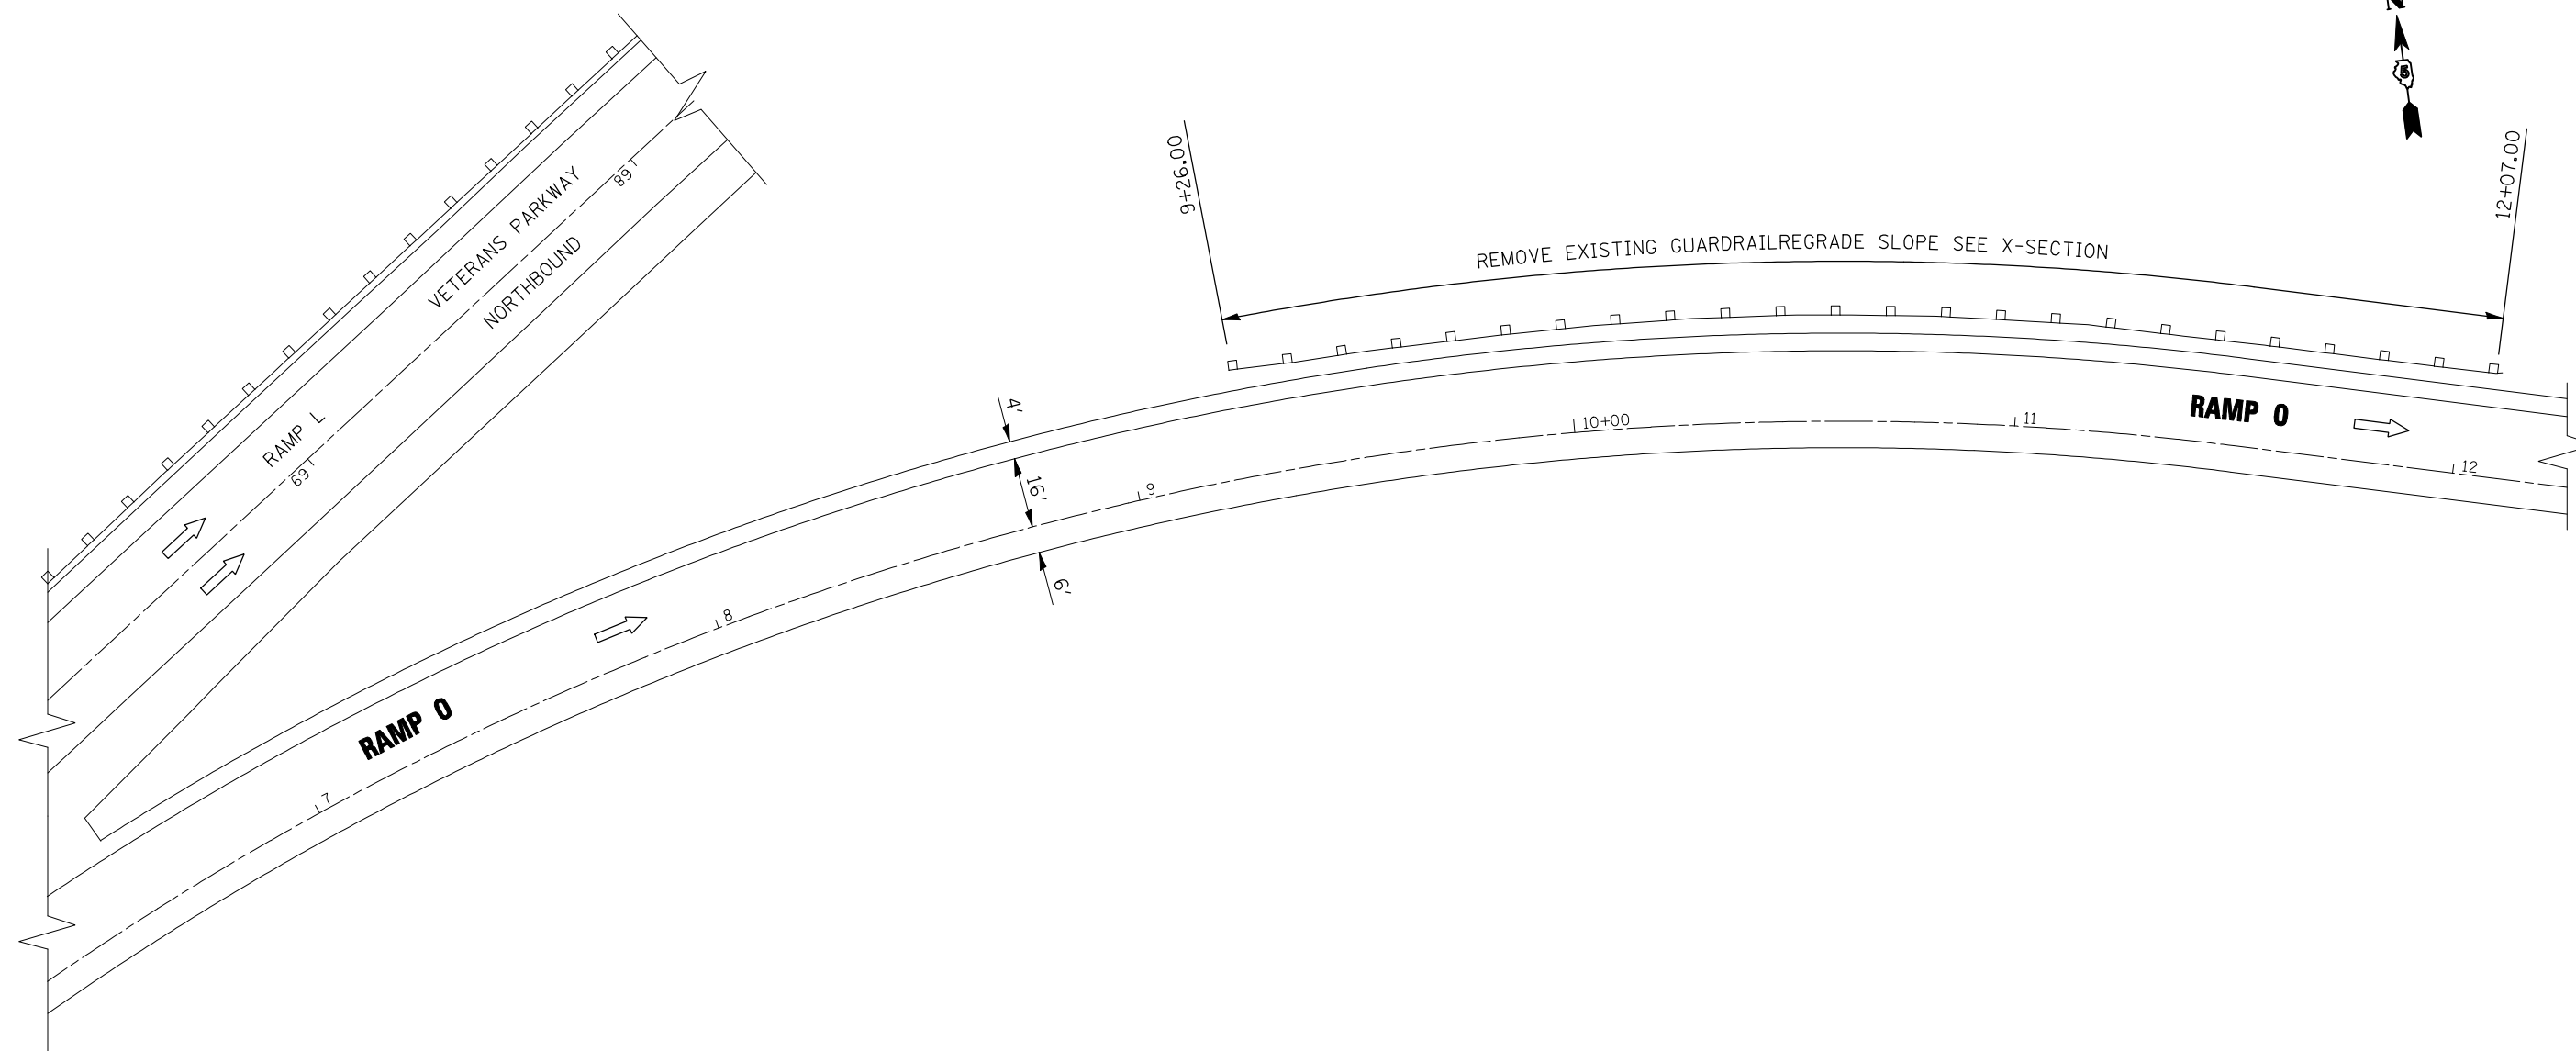 N
5
9+26.00
12+07.00
REMOVE EXISTING GUARDRAILREGRADE SLOPE SEE X-SECTION
VETERANS PARKWAY
NORTHBOUND
68
RAMP L
69
4'
16'
6'
RAMP O
RAMP O
7
8
9
10+00
11
12